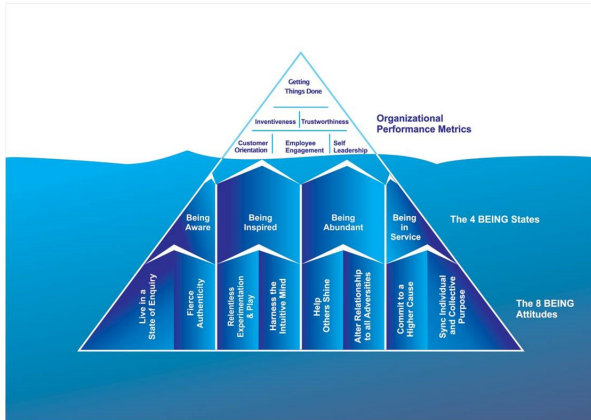 Getting
Things Done
Inventiveness
Trustworthiness
Customer
Orientation
Employee
Engagement
Self
Leadership
Organizational
Performance Metrics
Being
Aware
Being
Inspired
Being
Abundant
Being
in
Service
The 4 BEING States
Live in a
State of Enquiry
Fierce
Authenticity
Relentless
Experimentation
& Play
Harness the
Intuitive Mind
Help
Others Shine
Alter Relationship
to all Adversities
Commit to a
Higher Cause
Sync Individual
and Collective
Purpose
The 8 BEING
Attitudes